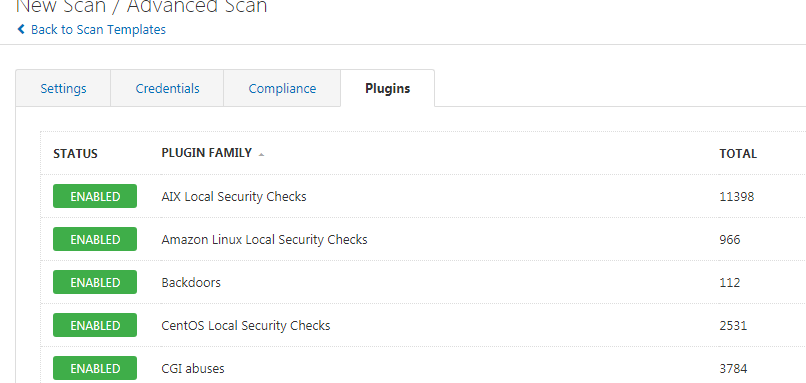 New Scan / Advanced Scan
Back to Scan Templates
Settings Credentials Compliance Plugins
STATUS PLUGIN FAMILY TOTAL
ENABLED AIX Local Security Checks 11398
ENABLED Amazon Linux Local Security Checks 966
ENABLED Backdoors 112
ENABLED CentOS Local Security Checks 2531
ENABLED CGI abuses 3784